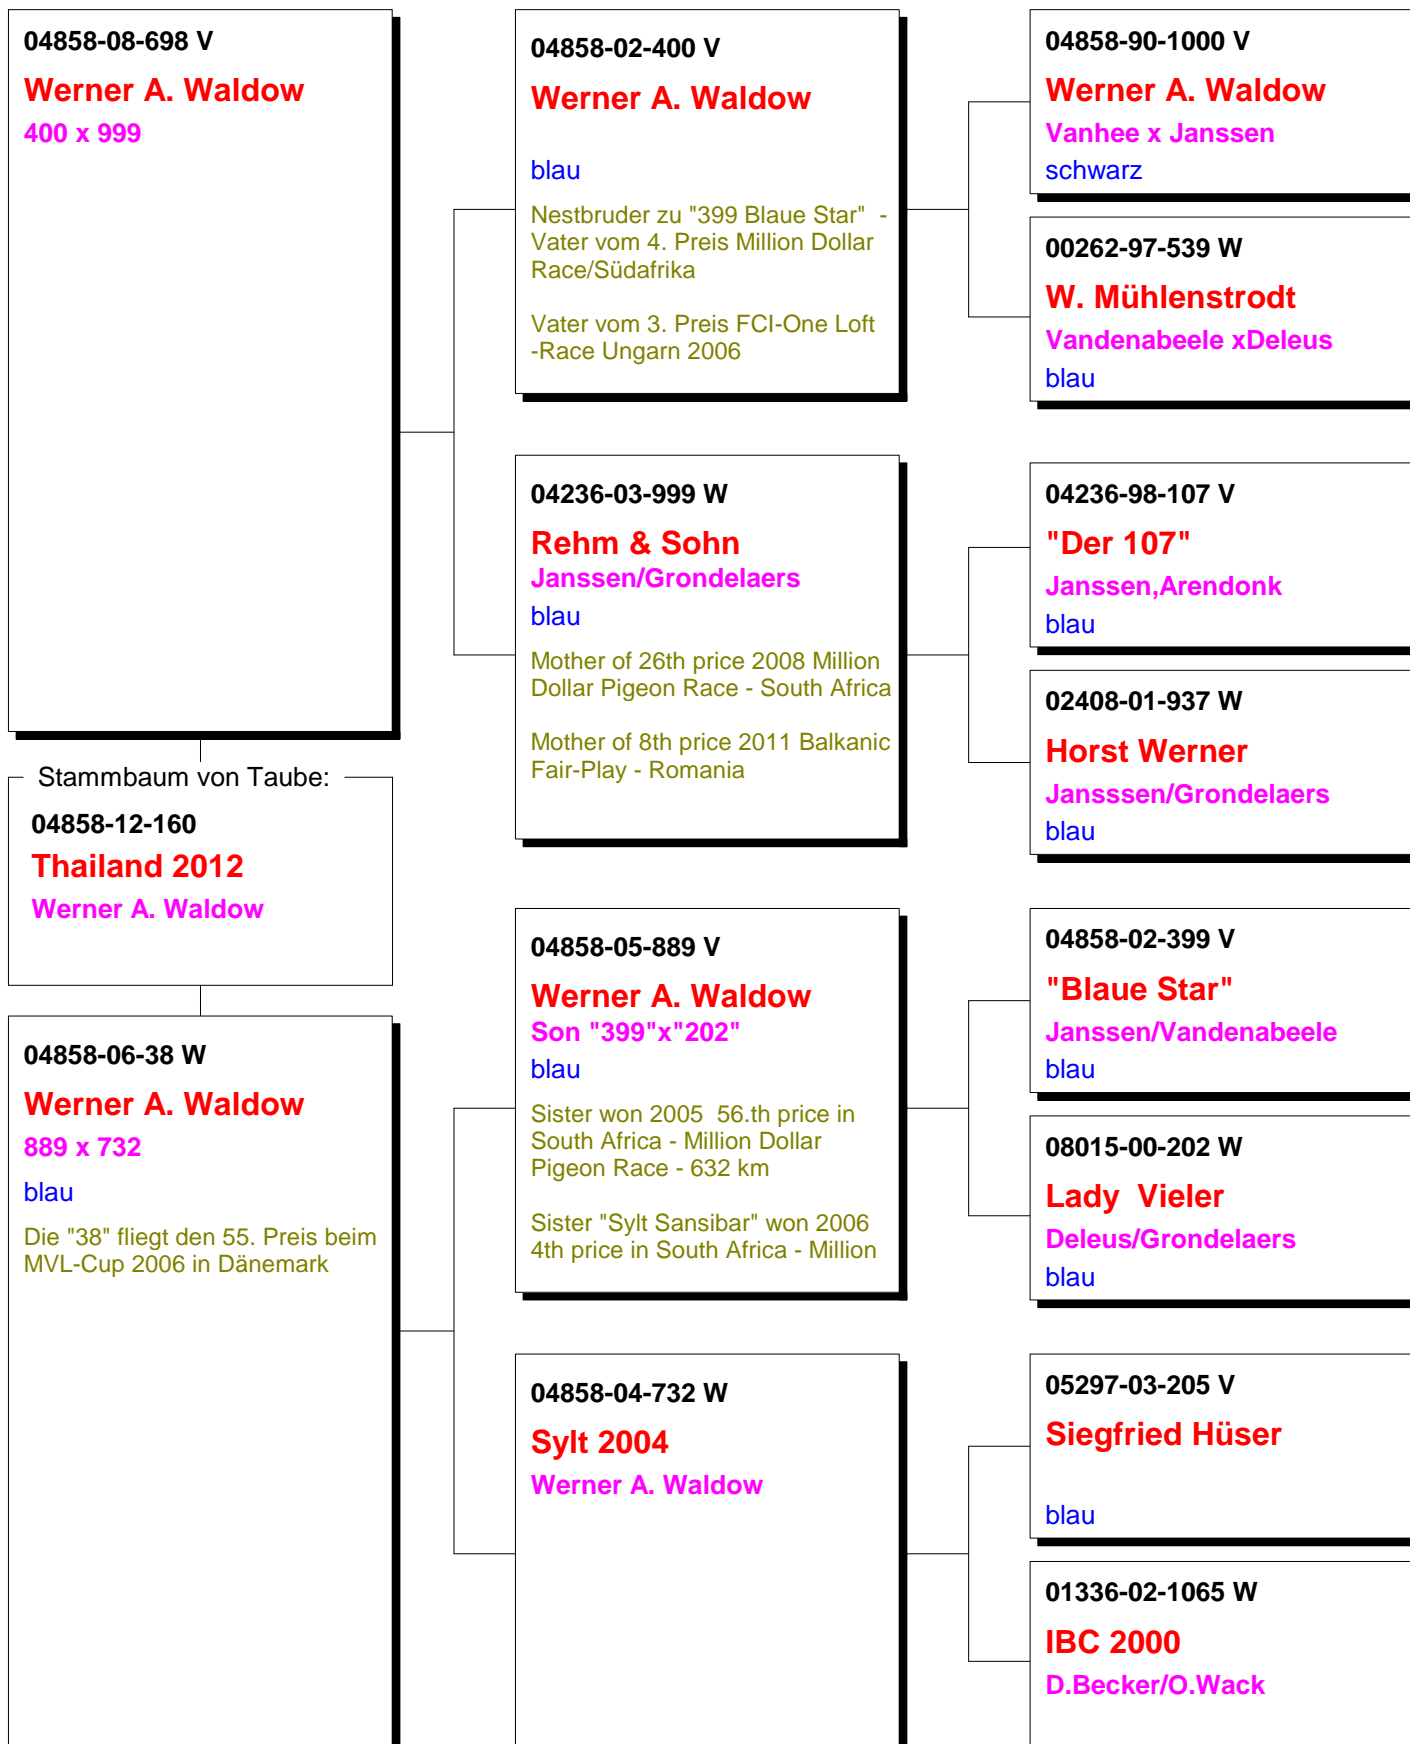 04858-08-698 V
Werner A. Waldow
400 x 999
Stammbaum von Taube:
04858-12-160
Thailand 2012
Werner A. Waldow
04858-06-38 W
Werner A. Waldow
889 x 732
blau
Die "38" fliegt den 55. Preis beim
MVL-Cup 2006 in Dänemark
04858-02-400 V
Werner A. Waldow
blau
Nestbruder zu "399 Blaue Star" -
Vater vom 4. Preis Million Dollar
Race/Südafrika
Vater vom 3. Preis FCI-One Loft
-Race Ungarn 2006
04236-03-999 W
Rehm & Sohn
Janssen/Grondelaers
blau
Mother of 26th price 2008 Million
Dollar Pigeon Race - South Africa
Mother of 8th price 2011 Balkanic
Fair-Play - Romania
04858-05-889 V
Werner A. Waldow
Son "399"x"202"
blau
Sister won 2005 56.th price in
South Africa - Million Dollar
Pigeon Race - 632 km
Sister "Sylt Sansibar" won 2006
4th price in South Africa - Million
04858-04-732 W
Sylt 2004
Werner A. Waldow
04858-90-1000 V
Werner A. Waldow
Vanhee x Janssen
schwarz
00262-97-539 W
W. Mühlenstrodt
Vandenabeele xDeleus
blau
04236-98-107 V
"Der 107"
Janssen,Arendonk
blau
02408-01-937 W
Horst Werner
Jansssen/Grondelaers
blau
04858-02-399 V
"Blaue Star"
Janssen/Vandenabeele
blau
08015-00-202 W
Lady Vieler
Deleus/Grondelaers
blau
05297-03-205 V
Siegfried Hüser
blau
01336-02-1065 W
IBC 2000
D.Becker/O.Wack